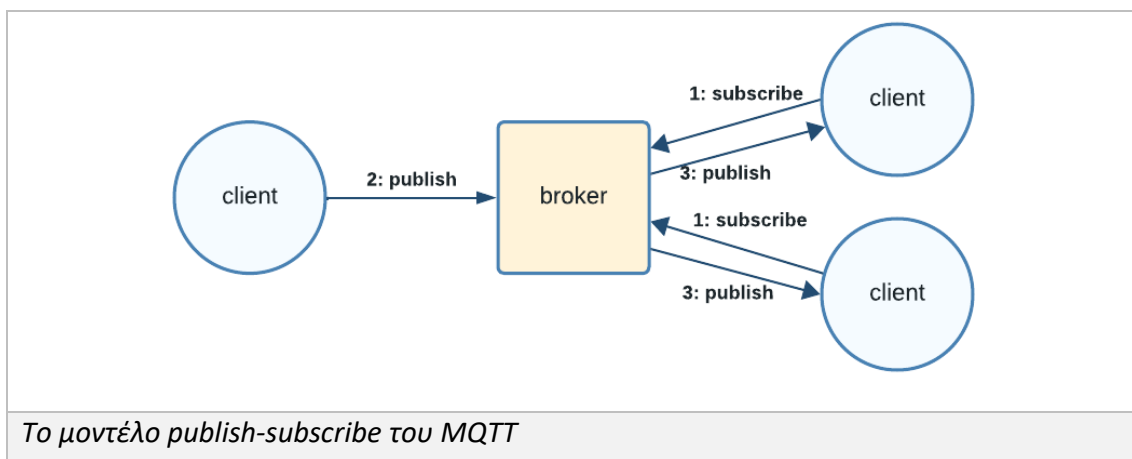 1: subscribe
client
3: publish
client
2: publish
broker
1: subscribe
3: publish
client
Το μοντέλο publish-subscribe του MQTT